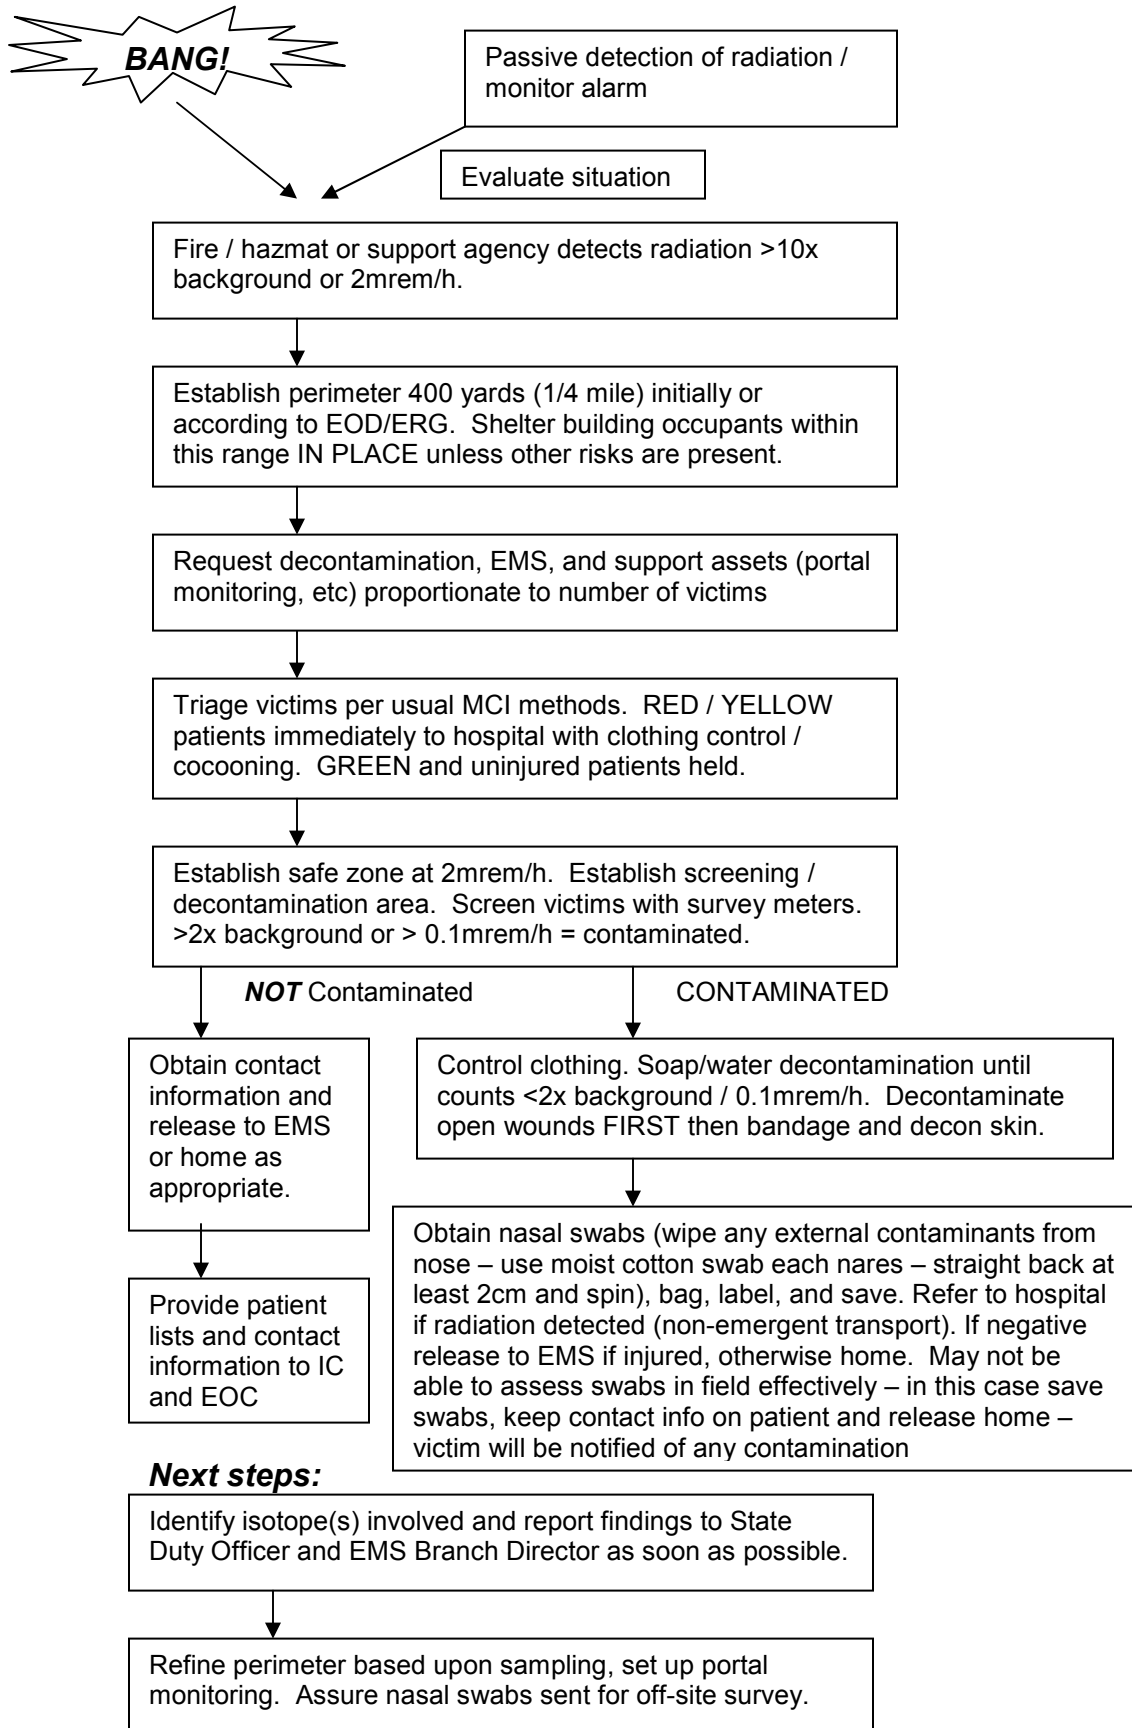 BANG!
Passive detection of radiation /
monitor alarm
Evaluate situation
Fire / hazmat or support agency detects radiation >10x
background or 2mrem/h.
Establish perimeter 400 yards (1/4 mile) initially or
according to EOD/ERG.  Shelter building occupants within
this range IN PLACE unless other risks are present.
Request decontamination, EMS, and support assets (portal
monitoring, etc) proportionate to number of victims
Triage victims per usual MCI methods.  RED / YELLOW
patients immediately to hospital with clothing control /
cocooning.  GREEN and uninjured patients held.
Establish safe zone at 2mrem/h.  Establish screening /
decontamination area.  Screen victims with survey meters.
>2x background or > 0.1mrem/h = contaminated.
NOT Contaminated
CONTAMINATED
Obtain contact
information and
release to EMS
or home as
appropriate.
Provide patient
lists and contact
information to IC
and EOC
Control clothing. Soap/water decontamination until
counts <2x background / 0.1mrem/h.  Decontaminate
open wounds FIRST then bandage and decon skin.
Obtain nasal swabs (wipe any external contaminants from
nose – use moist cotton swab each nares – straight back at
least 2cm and spin), bag, label, and save. Refer to hospital
if radiation detected (non-emergent transport). If negative
release to EMS if injured, otherwise home.  May not be
able to assess swabs in field effectively – in this case save
swabs, keep contact info on patient and release home –
victim will be notified of any contamination
Next steps:
Identify isotope(s) involved and report findings to State
Duty Officer and EMS Branch Director as soon as possible.
Refine perimeter based upon sampling, set up portal
monitoring.  Assure nasal swabs sent for off-site survey.